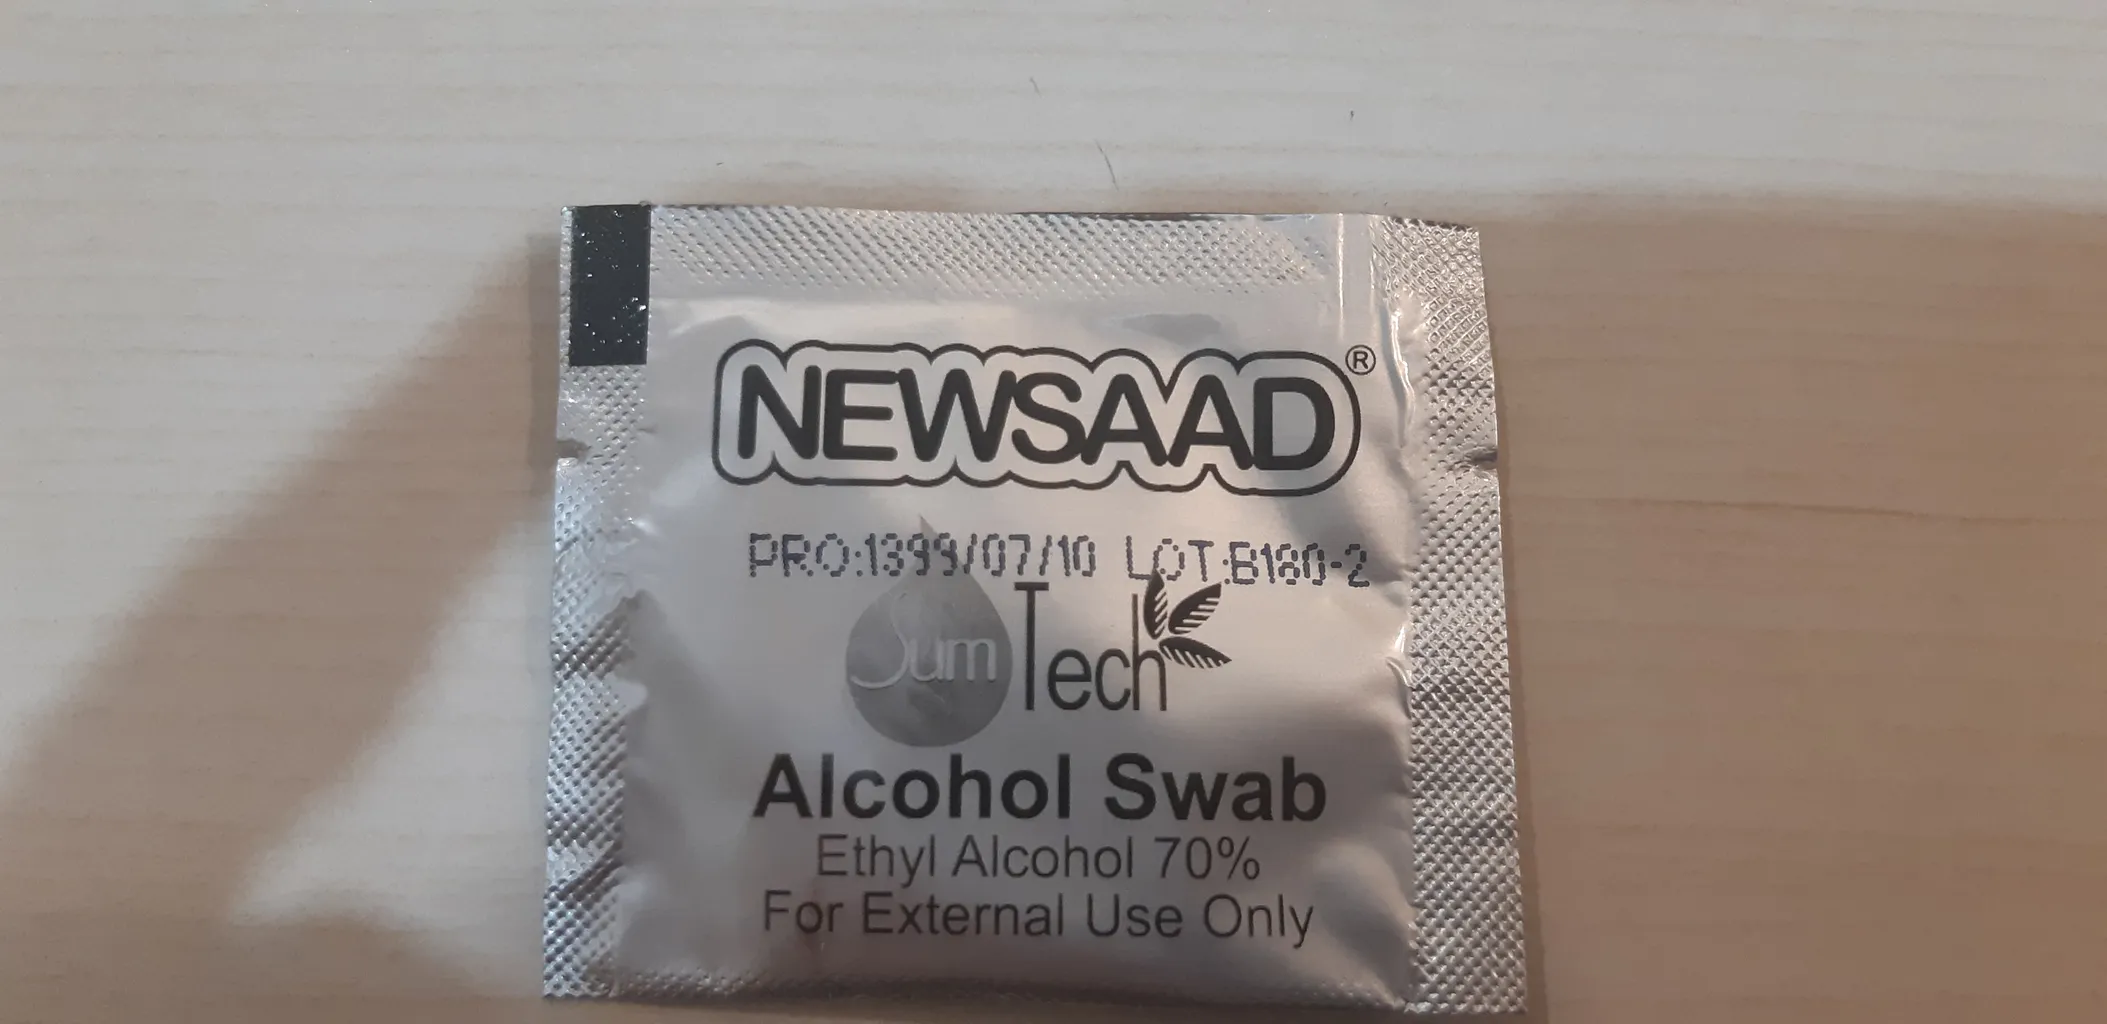 NEWSAAD®
PRO:1399/07/10 LOT:B180-2
Sum Tech
Alcohol Swab
Ethyl Alcohol 70%
For External Use Only